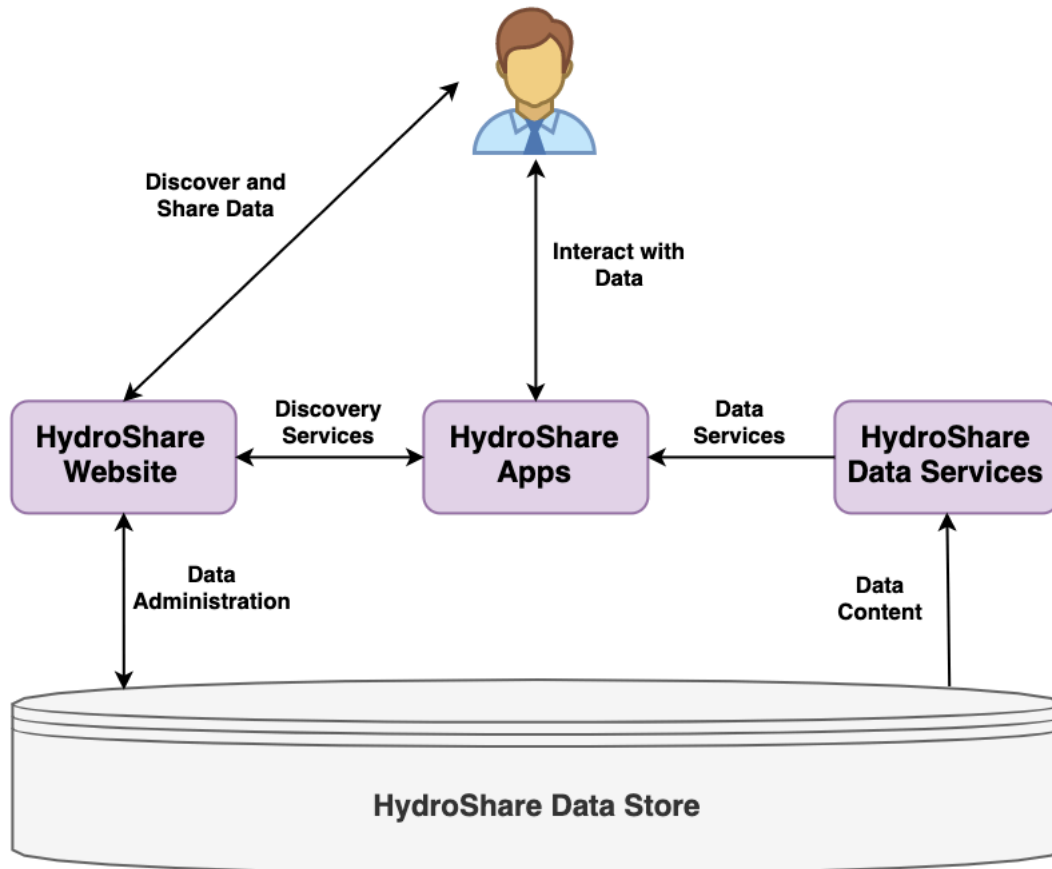 Discover and
Share Data
Interact with
Data
HydroShare
Website
Discovery
Services
HydroShare
Apps
Data
Services
HydroShare
Data Services
Data
Administration
Data
Content
HydroShare Data Store